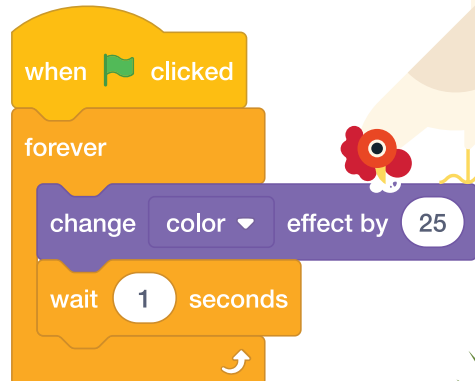 when clicked
forever
change color effect by 25
wait 1 seconds